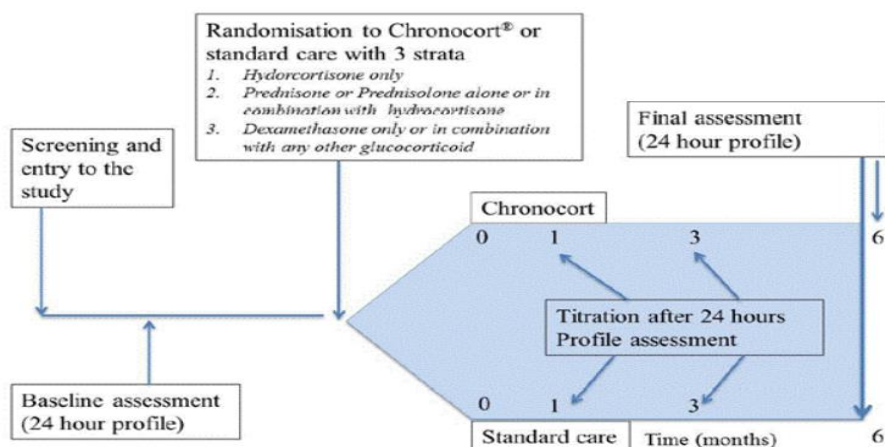 Randomisation to Chronocort® or
standard care with 3 strata
1. Hydorcortisone only
2. Prednisone or Prednisolone alone or in
combination with hydrocortisone
3. Dexamethasone only or in combination
with any other glucocorticoid
Screening and
entry to the
study
Final assessment
(24 hour profile)
Chronocort
0 1 3 6
Titration after 24 hours
Profile assessment
Baseline assessment
(24 hour profile)
0 1 3
Standard care Time (months) 6